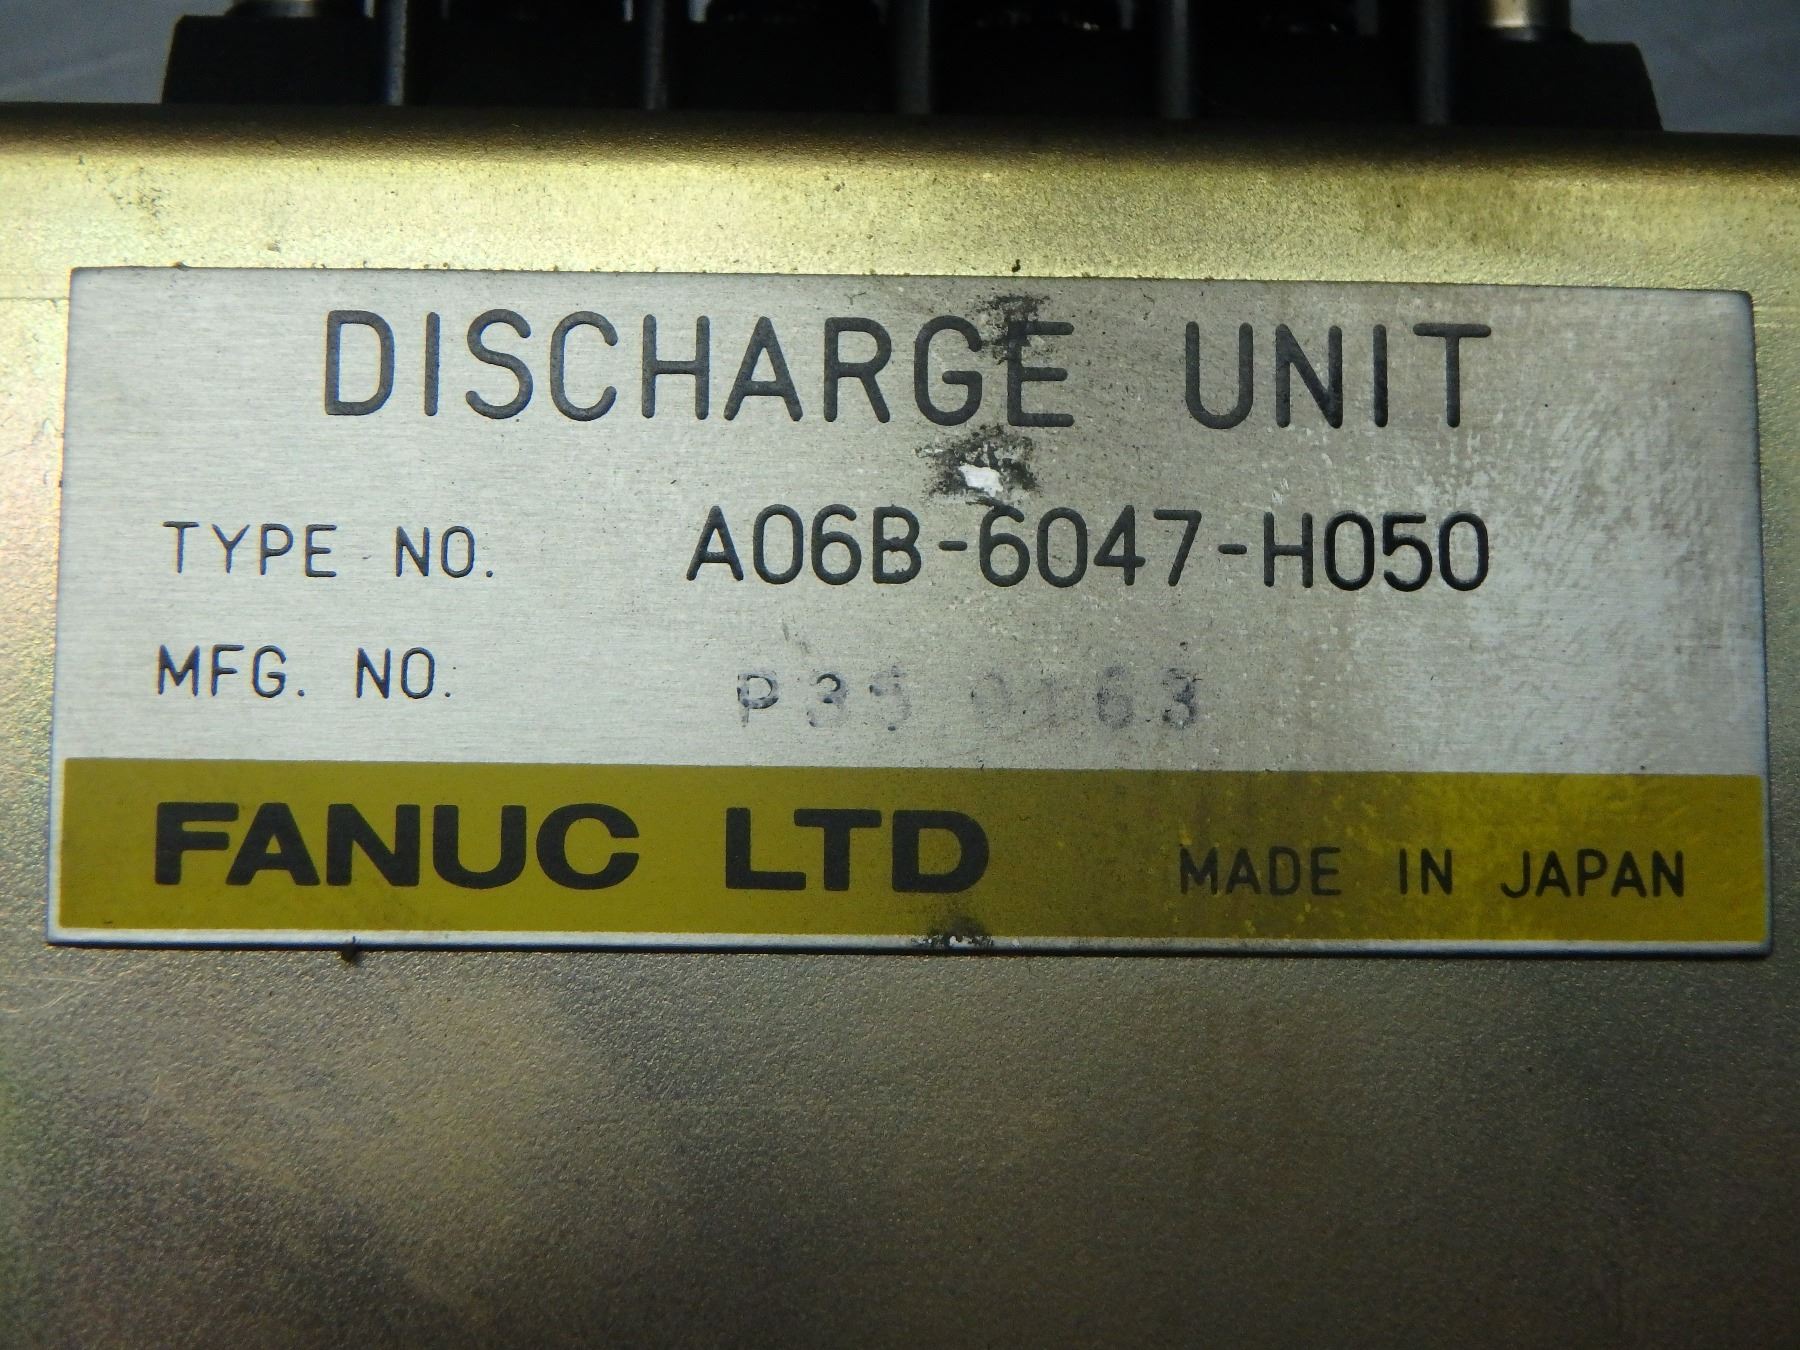 DISCHARGE UNIT
TYPE NO. A06B-6047-H050
MFG. NO.
FANUC LTD MADE IN JAPAN